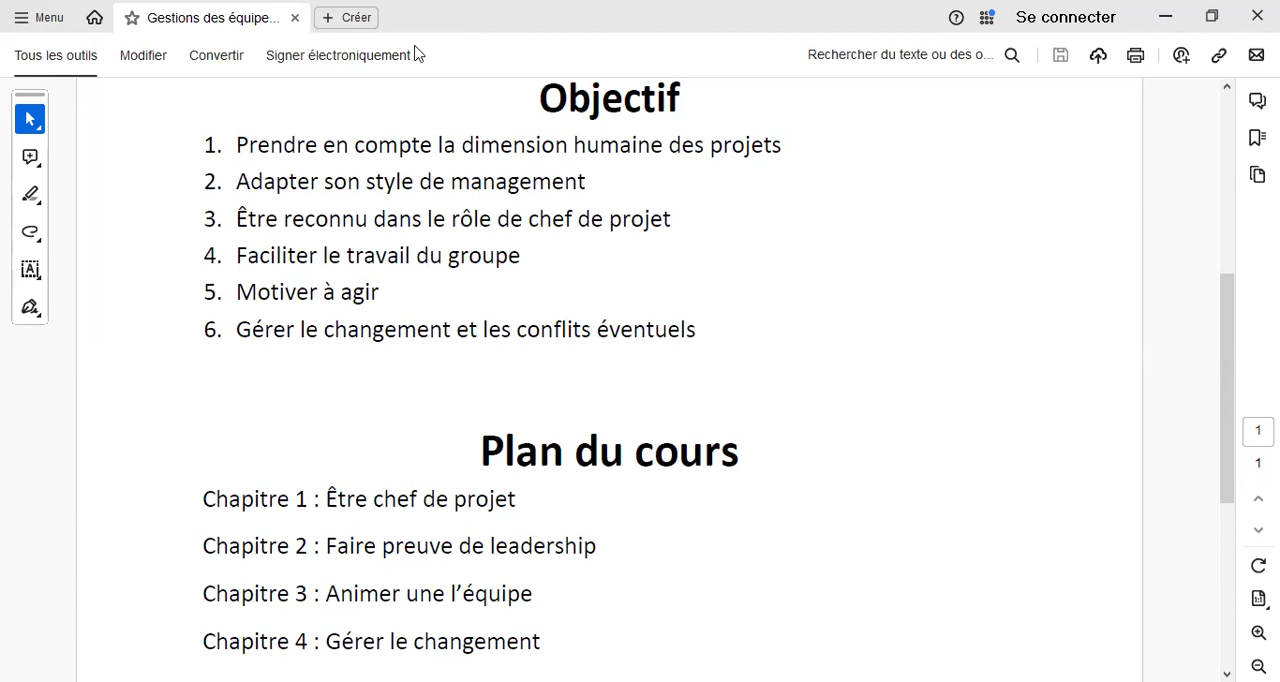 Menu
Gestions des équipe...
Créer
Se connecter
Tous les outils
Modifier
Convertir
Signer électroniquement
Rechercher du texte ou des o...
Objectif
1. Prendre en compte la dimension humaine des projets
2. Adapter son style de management
3. Être reconnu dans le rôle de chef de projet
4. Faciliter le travail du groupe
5. Motiver à agir
6. Gérer le changement et les conflits éventuels
Plan du cours
Chapitre 1 : Être chef de projet
Chapitre 2 : Faire preuve de leadership
Chapitre 3 : Animer une l’équipe
Chapitre 4 : Gérer le changement
1
1